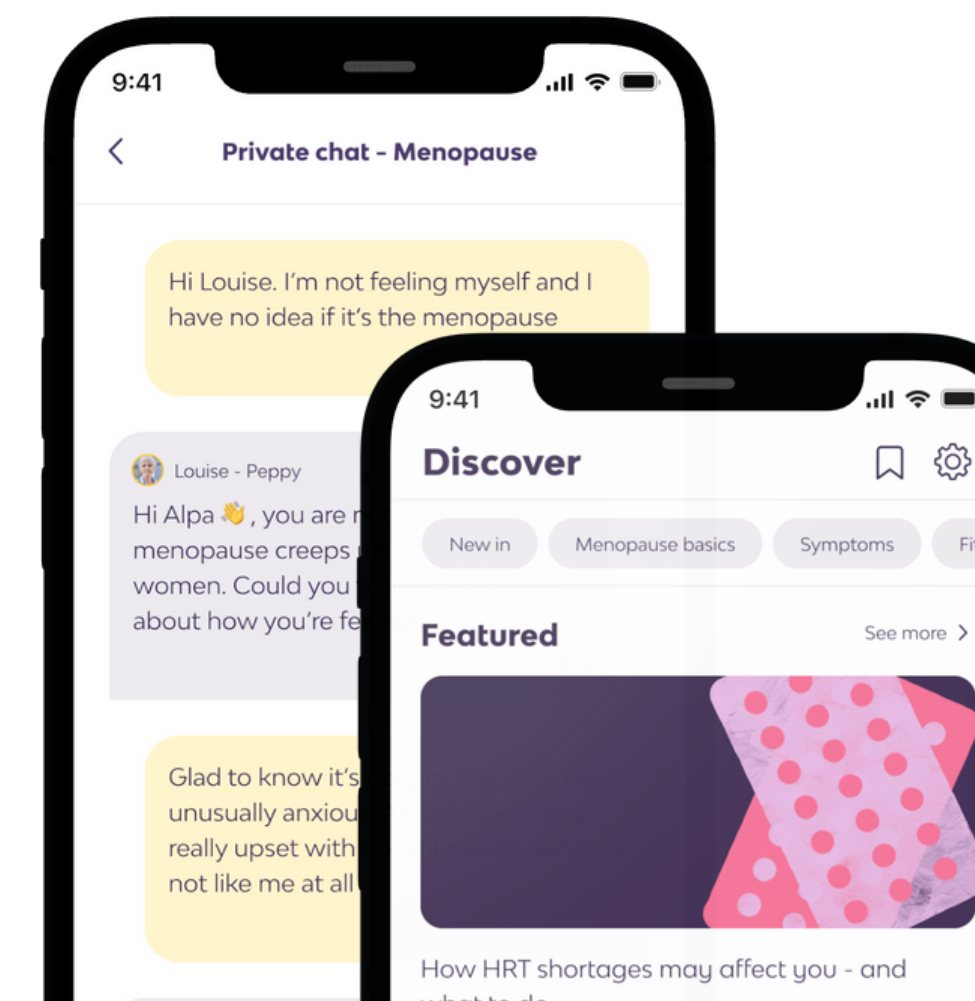 9:41
Private chat - Menopause
Hi Louise. I'm not feeling myself and I
have no idea if it's the menopause
Louise - Peppy
Hi Alpa 👋, you are
menopause creeps
women. Could you
about how you're
Glad to know it's
unusually
really upset with
not like me at all
9:41
Discover
New in
Menopause basics
Symptoms
Featured
See more >
How HRT shortages may affect you - and
what to do